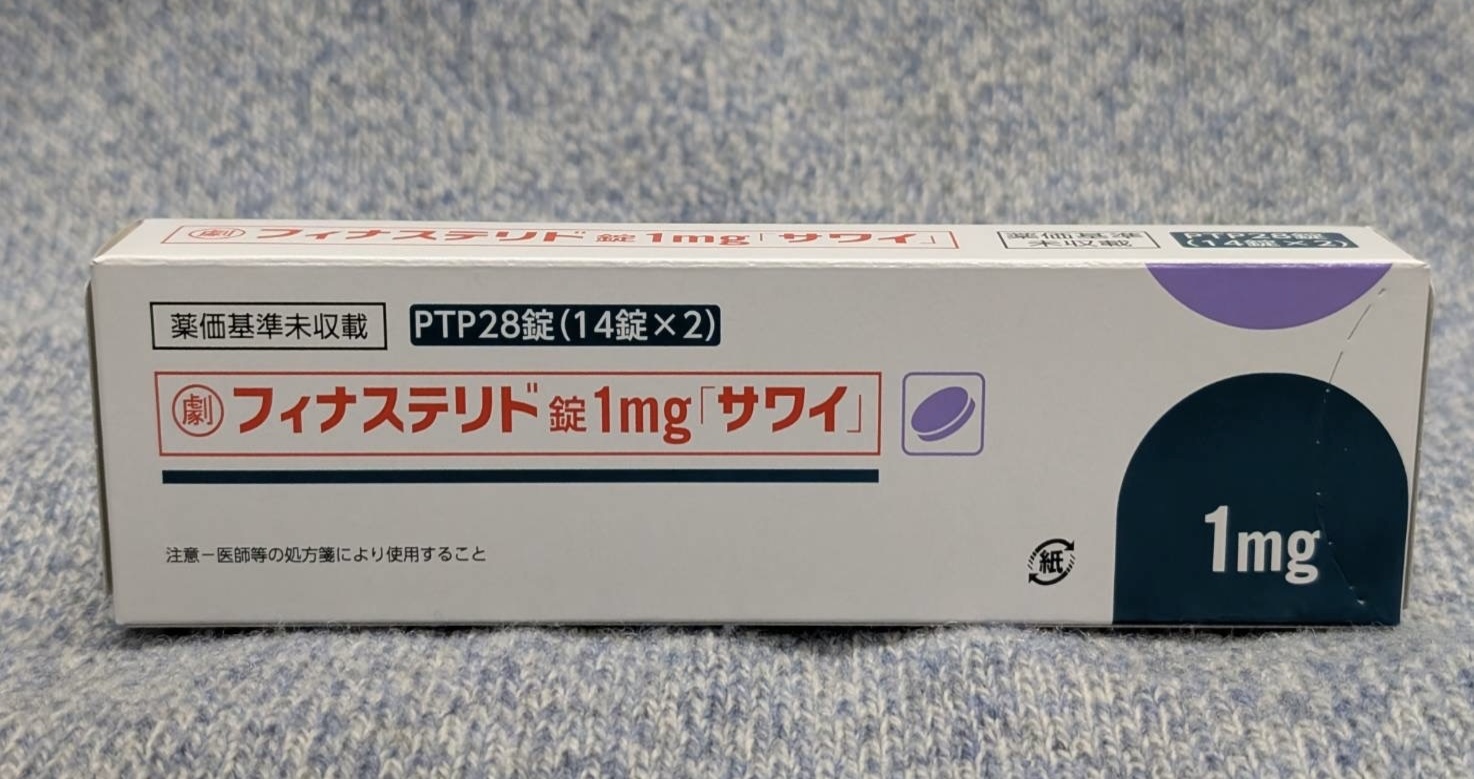 劇 フィナステリド錠1mg「サワイ」
薬価基準
未収載
PTP28錠
(14錠×2)
薬価基準未収載
PTP28錠(14錠×2)
劇 フィナステリド錠1mg「サワイ」
注意－医師等の処方箋により使用すること
紙
1mg